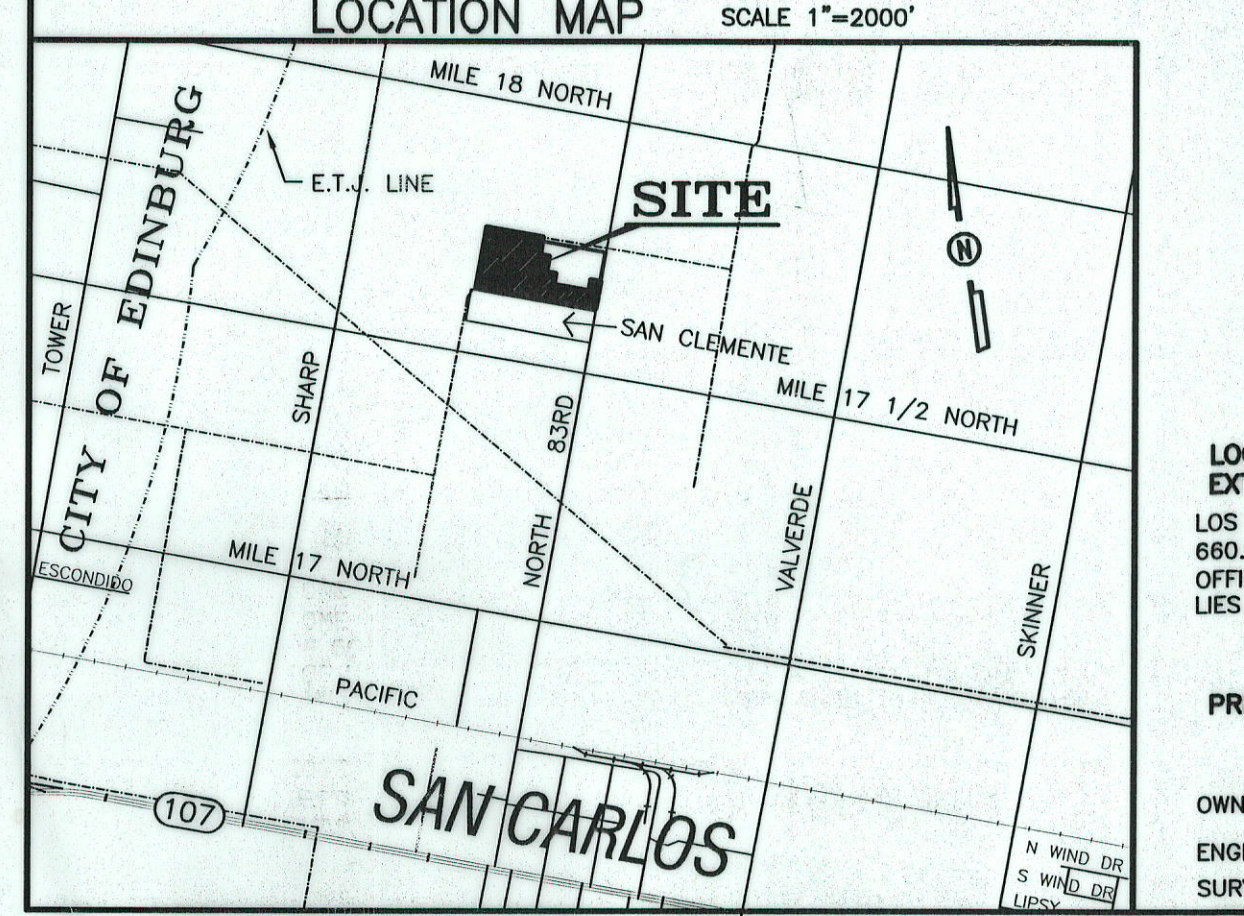 LOCATION MAP SCALE 1"=2000'
MILE 18 NORTH
CITY OF EDINBURG
E.T.J. LINE
SITE
N
SAN CLEMENTE
TOWER
SHARP
83RD
MILE 17 1/2 NORTH
LOS
660.
OFFI
LIES
MILE 17 NORTH
NORTH
VALVERDE
SKINNER
ESCONDIDO
PACIFIC
PR
SAN CARLOS
107
OWN
N WIND DR
ENGI
S WIND DR
SUR
LIPSY